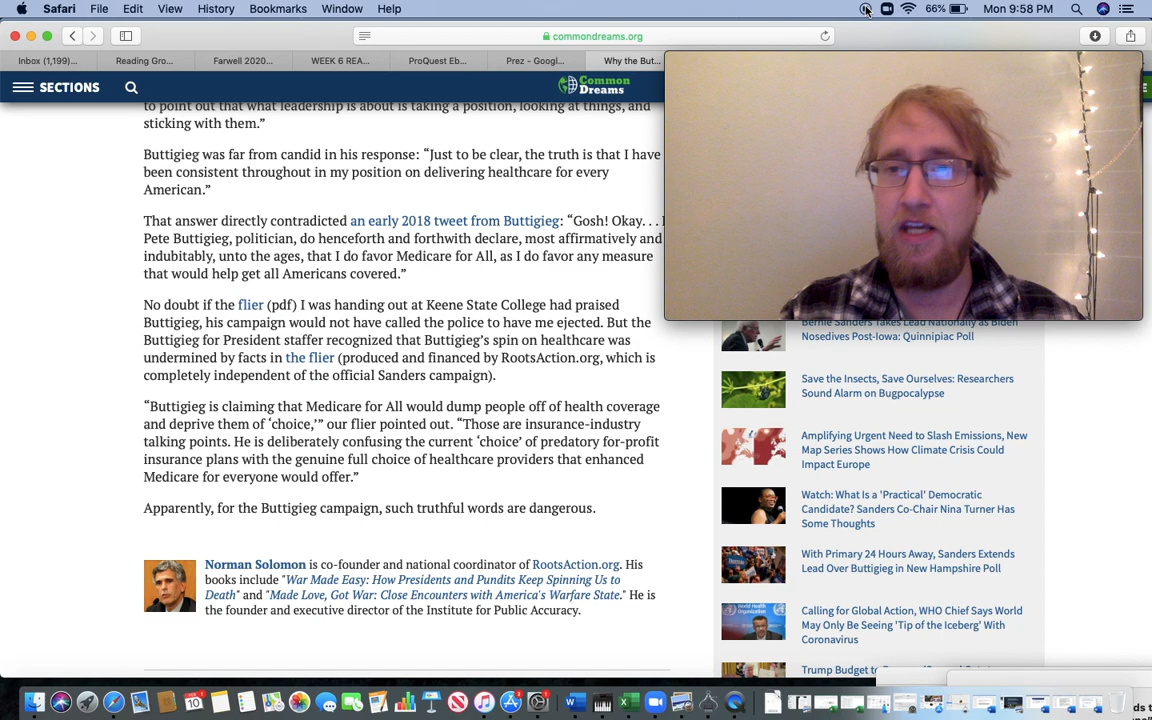 Safari File Edit View History Bookmarks Window Help
66% Mon 9:58 PM
commondreams.org
Inbox (1,199)... Reading Gro... Farwell 2020... WEEK 6 REA... ProQuest Eb... Prez - Googl... Why the But...
SECTIONS
Common Dreams
E
to point out that what leadership is about is taking a position, looking at things, and
sticking with them.”
Buttigieg was far from candid in his response: “Just to be clear, the truth is that I have
been consistent throughout in my position on delivering healthcare for every
American.”
That answer directly contradicted an early 2018 tweet from Buttigieg: “Gosh! Okay. . .
Pete Buttigieg, politician, do henceforth and forthwith declare, most affirmatively and
indubitably, unto the ages, that I do favor Medicare for All, as I do favor any measure
that would help get all Americans covered.”
No doubt if the flier (pdf) I was handing out at Keene State College had praised
Buttigieg, his campaign would not have called the police to have me ejected. But the
Buttigieg for President staffer recognized that Buttigieg’s spin on healthcare was
undermined by facts in the flier (produced and financed by RootsAction.org, which is
completely independent of the official Sanders campaign).
“Buttigieg is claiming that Medicare for All would dump people off of health coverage
and deprive them of ‘choice,’” our flier pointed out. “Those are insurance-industry
talking points. He is deliberately confusing the current ‘choice’ of predatory for-profit
insurance plans with the genuine full choice of healthcare providers that enhanced
Medicare for everyone would offer.”
Apparently, for the Buttigieg campaign, such truthful words are dangerous.
Norman Solomon is co-founder and national coordinator of RootsAction.org. His
books include "War Made Easy: How Presidents and Pundits Keep Spinning Us to
Death" and "Made Love, Got War: Close Encounters with America's Warfare State." He is
the founder and executive director of the Institute for Public Accuracy.
Bernie Sanders Takes Lead Nationally as Biden
Nosedives Post-Iowa: Quinnipiac Poll
Save the Insects, Save Ourselves: Researchers
Sound Alarm on Bugpocalypse
Amplifying Urgent Need to Slash Emissions, New
Map Series Shows How Climate Crisis Could
Impact Europe
Watch: What Is a 'Practical' Democratic
Candidate? Sanders Co-Chair Nina Turner Has
Some Thoughts
With Primary 24 Hours Away, Sanders Extends
Lead Over Buttigieg in New Hampshire Poll
Calling for Global Action, WHO Chief Says World
May Only Be Seeing 'Tip of the Iceberg' With
Coronavirus
Trump Budget to